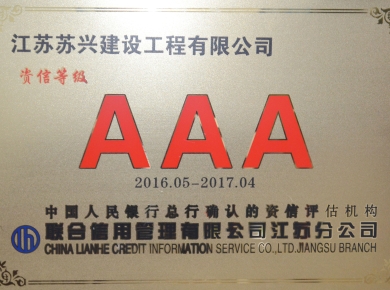 江苏苏兴建设工程有限公司
资信等级
AAA
2016.05-2017.04
中国人民银行总行确认的资信评估机构
联合信用管理有限公司江苏分公司
CHINA LIANHE CREDIT INFORMATION SERVICE CO.,LTD.JIANGSU BRANCH